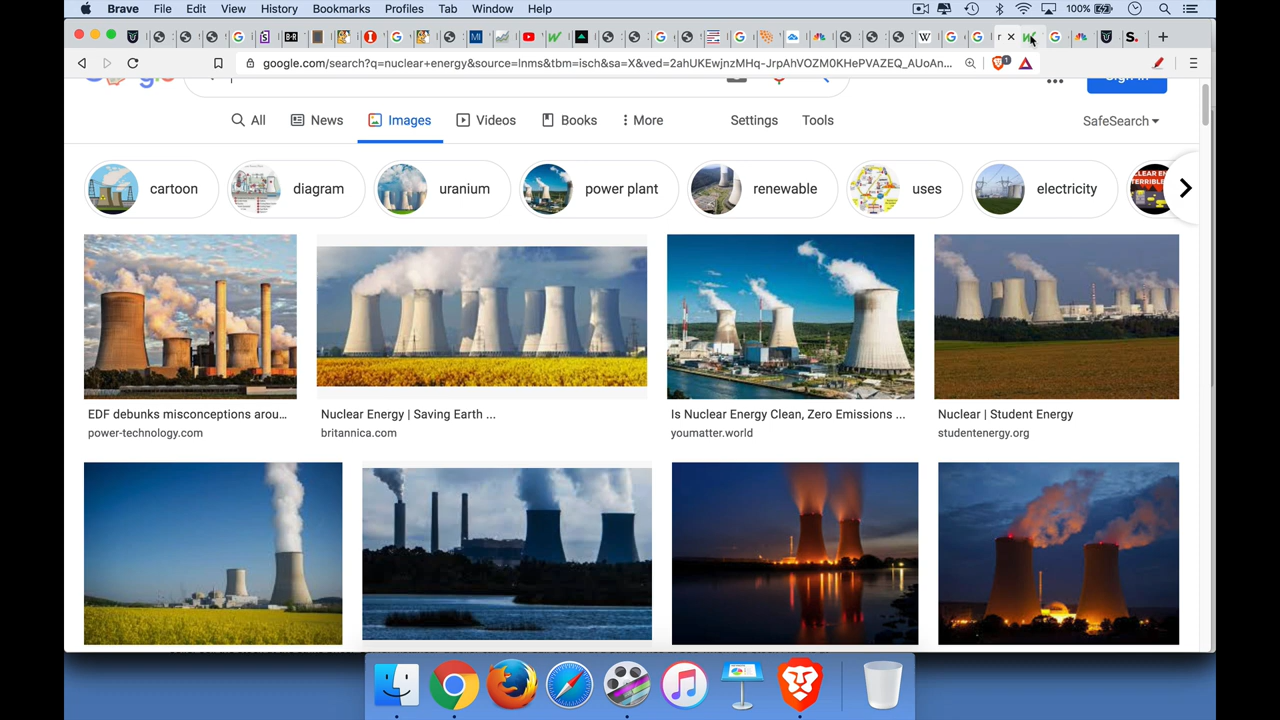 Brave File Edit View History Bookmarks Profiles Tab Window Help 100%
google.com/search?q=nuclear+energy&source=lnms&tbm=isch&sa=X&ved=2ahUKEwjnzMHq-JrpAhVOZM0KHePVAZEQ_AUoAn...
All News Images Videos Books More Settings Tools SafeSearch
cartoon diagram uranium power plant renewable uses electricity
EDF debunks misconceptions arou... Nuclear Energy | Saving Earth ... Is Nuclear Energy Clean, Zero Emissions ... Nuclear | Student Energy
power-technology.com britannica.com youmatter.world studentenergy.org